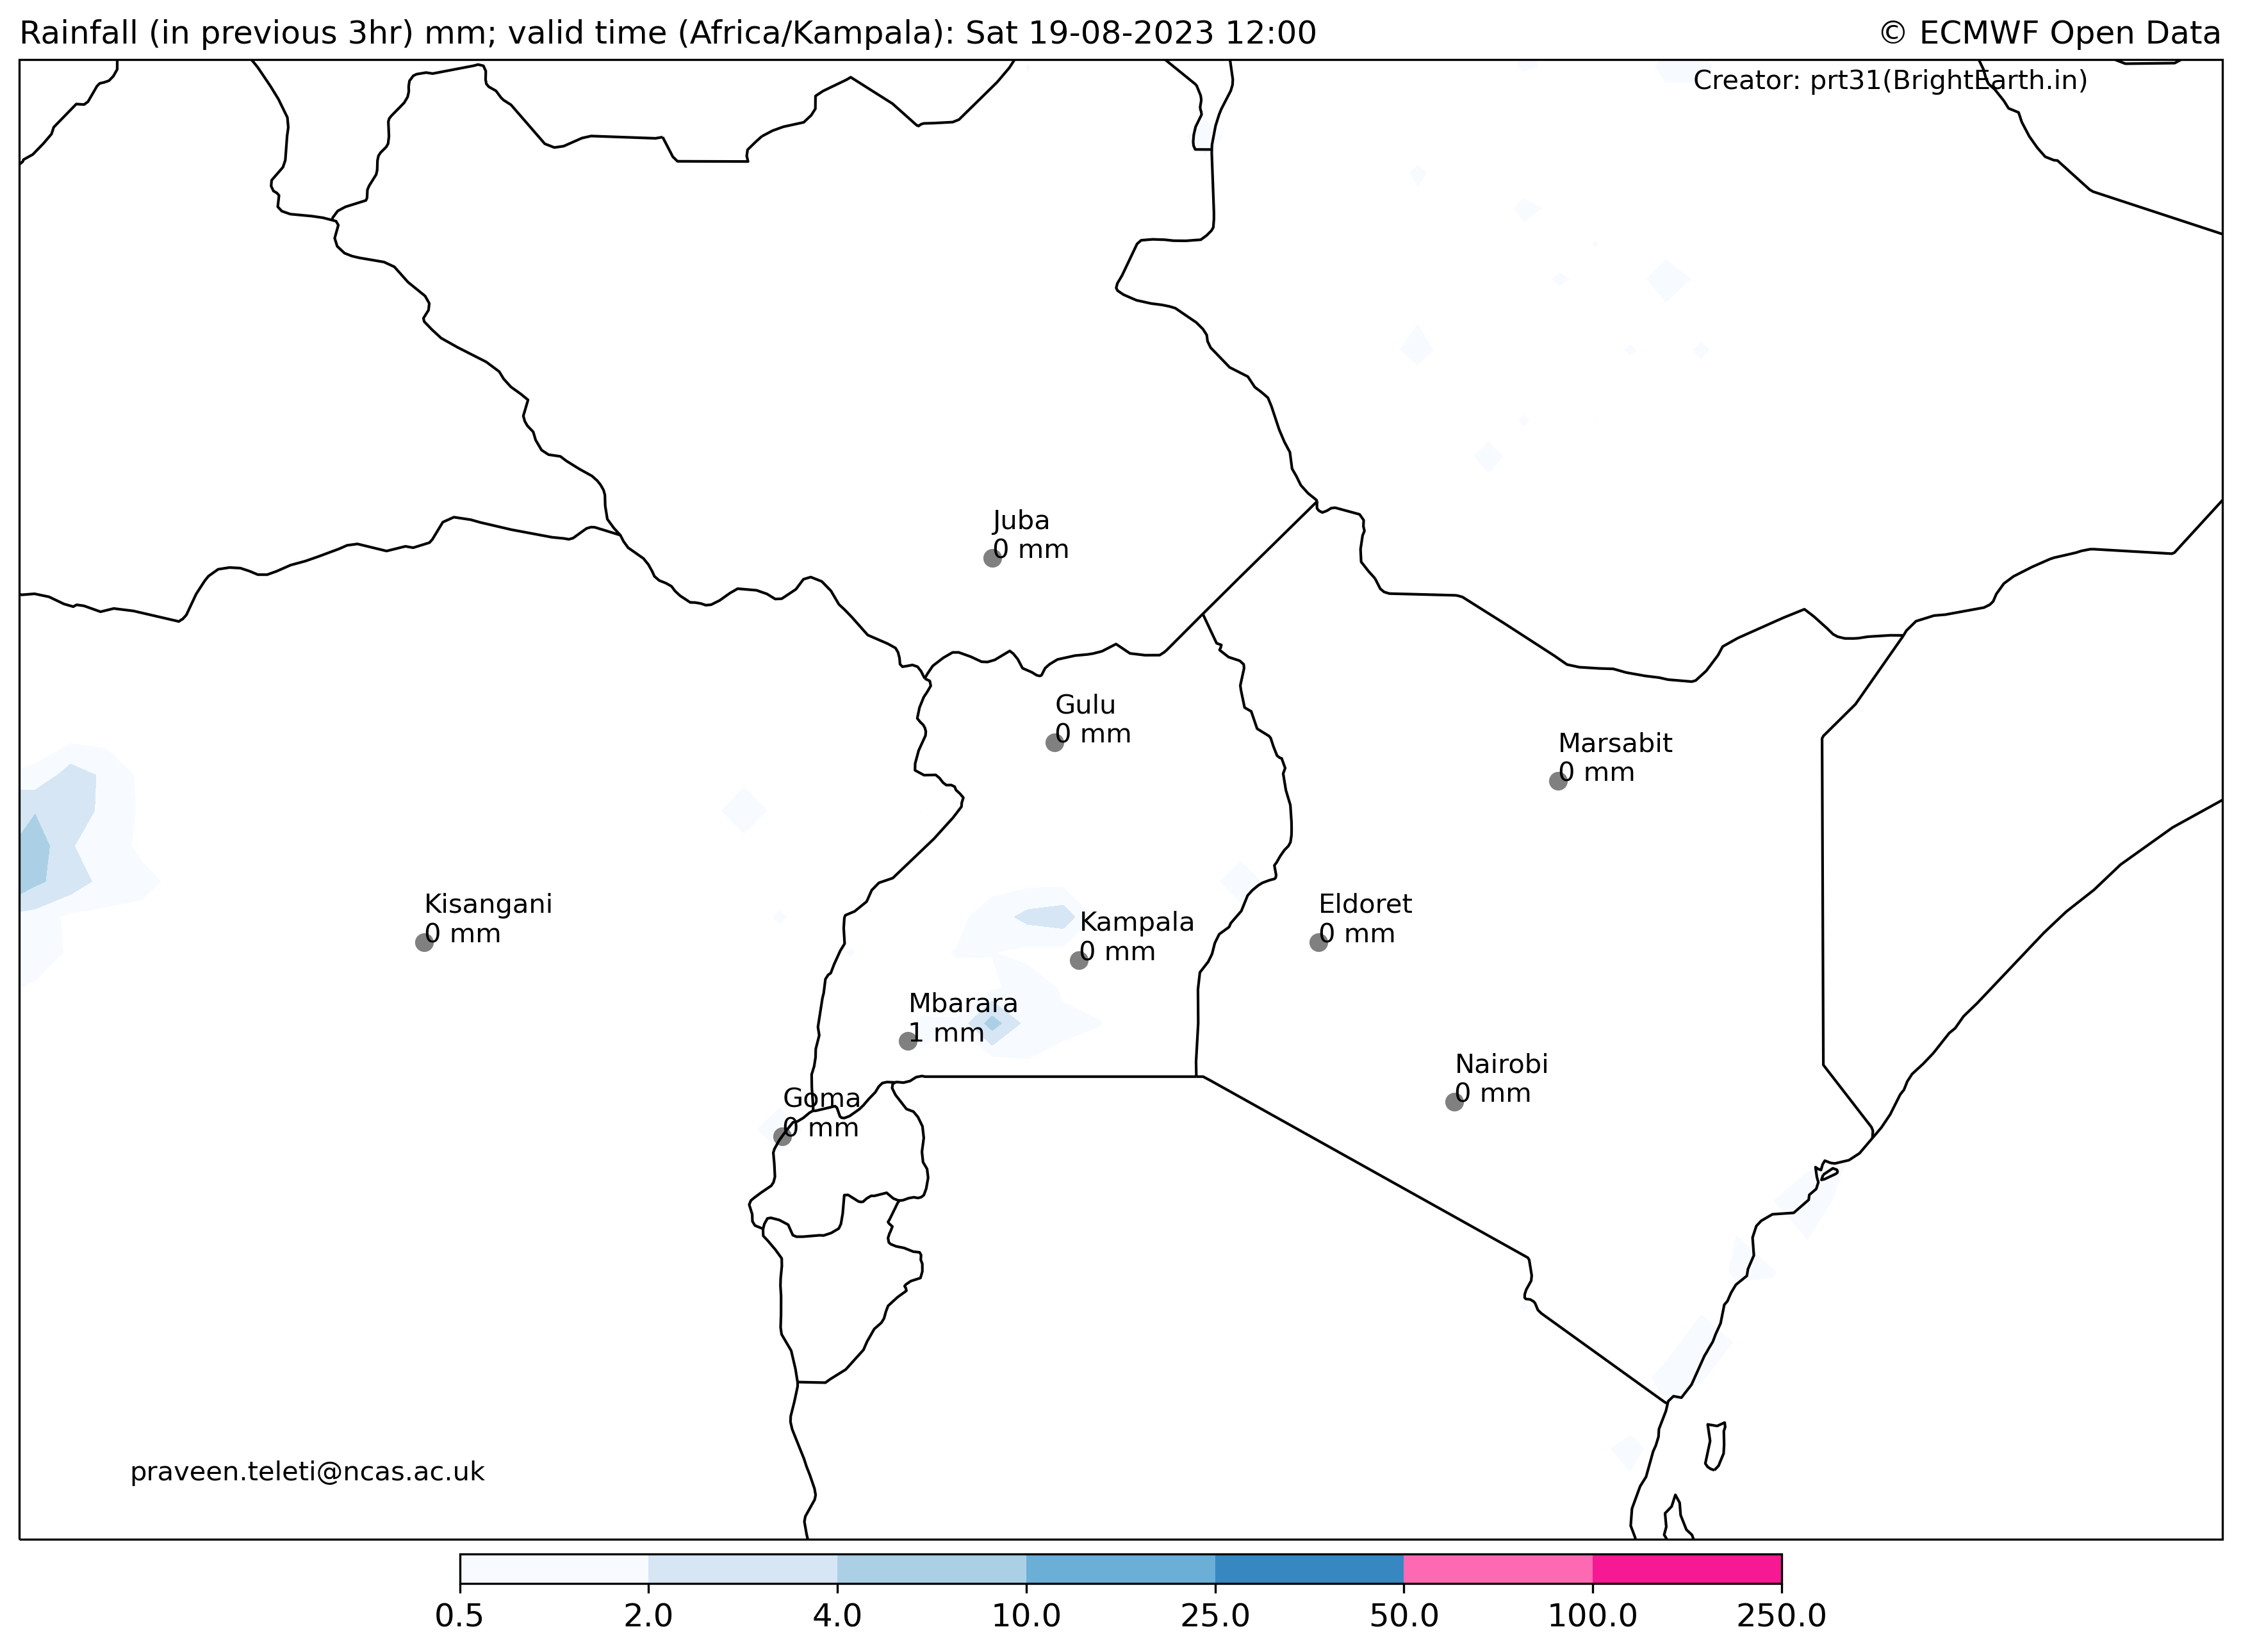 Rainfall (in previous 3hr) mm; valid time (Africa/Kampala): Sat 19-08-2023 12:00
© ECMWF Open Data
Creator: prt31(BrightEarth.in)
Juba
0 mm
Gulu
0 mm
Marsabit
0 mm
Kisangani
0 mm
Kampala
0 mm
Eldoret
0 mm
Mbarara
1 mm
Nairobi
0 mm
Goma
0 mm
praveen.teleti@ncas.ac.uk
0.5 2.0 4.0 10.0 25.0 50.0 100.0 250.0